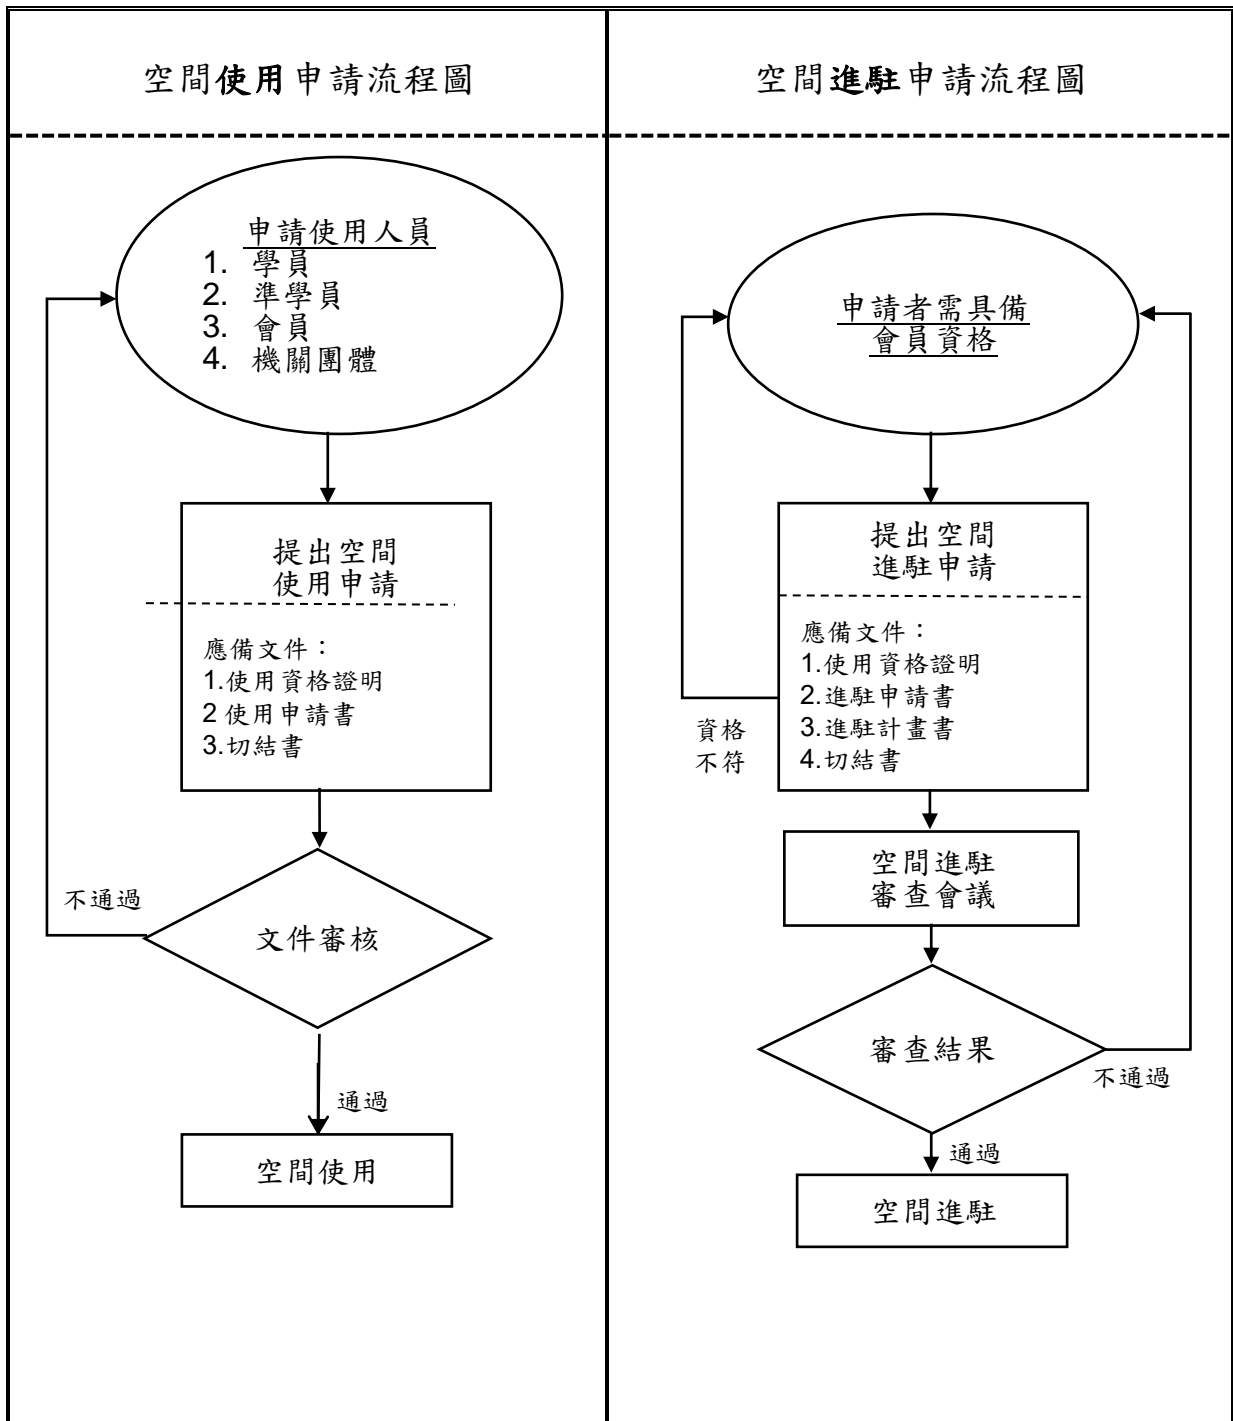 空間使用申請流程圖
申請使用人員
1. 學員
2. 準學員
3. 會員
4. 機關團體
提出空間
使用申請
應備文件：
1.使用資格證明
2使用申請書
3.切結書
不通過
文件審核
通過
空間使用
空間進駐申請流程圖
申請者需具備
會員資格
提出空間
進駐申請
應備文件：
1.使用資格證明
2.進駐申請書
3.進駐計畫書
4.切結書
資格
不符
空間進駐
審查會議
審查結果
不通過
通過
空間進駐